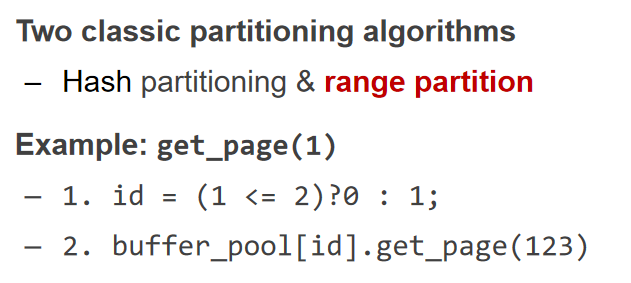 Two classic partitioning algorithms
– Hash partitioning & range partition
Example: get_page(1)
– 1. id = (1 <= 2)?0 : 1;
– 2. buffer_pool[id].get_page(123)